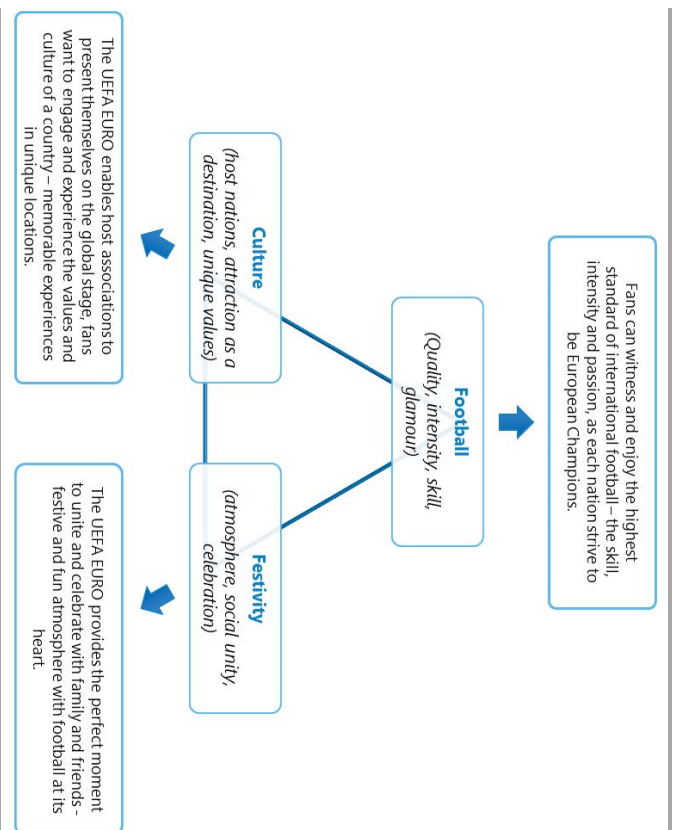 Fans can witness and enjoy the highest
standard of international football – the skill,
intensity and passion, as each nation strive to
be European Champions.
Football
(Quality, intensity, skill,
glamour)
Culture
(host nations, attraction as a
destination, unique values)
Festivity
(atmosphere, social unity,
celebration)
The UEFA EURO enables host associations to
present themselves on the global stage, fans
want to engage and experience the values and
culture of a country – memorable experiences
in unique locations.
The UEFA EURO provides the perfect moment
to unite and celebrate with family and friends -
festive and fun atmosphere with football at its
heart.